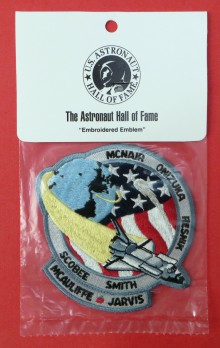 U.S. ASTRONAUT
HALL OF FAME
The Astronaut Hall of Fame
"Embroidered Emblem"
McNAIR
ONIZUKA
RESNIK
SCOBEE
SMITH
McAULIFFE
JARVIS